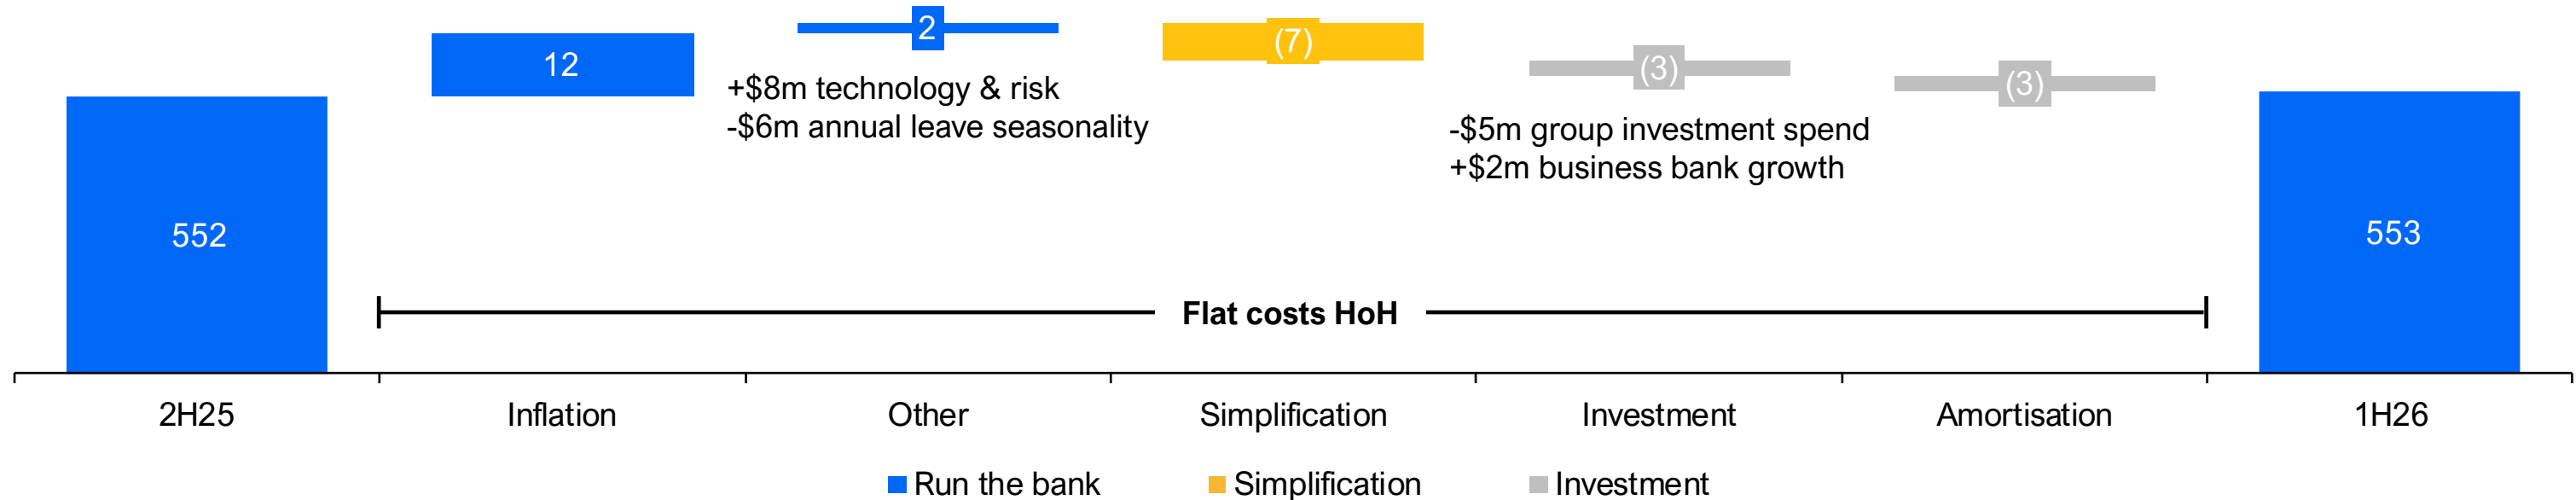 2
12
(7)
(3)
(3)
+$8m technology & risk
-$6m annual leave seasonality
-$5m group investment spend
+$2m business bank growth
552
553
Flat costs HoH
2H25
Inflation
Other
Simplification
Investment
Amortisation
1H26
Run the bank
Simplification
Investment